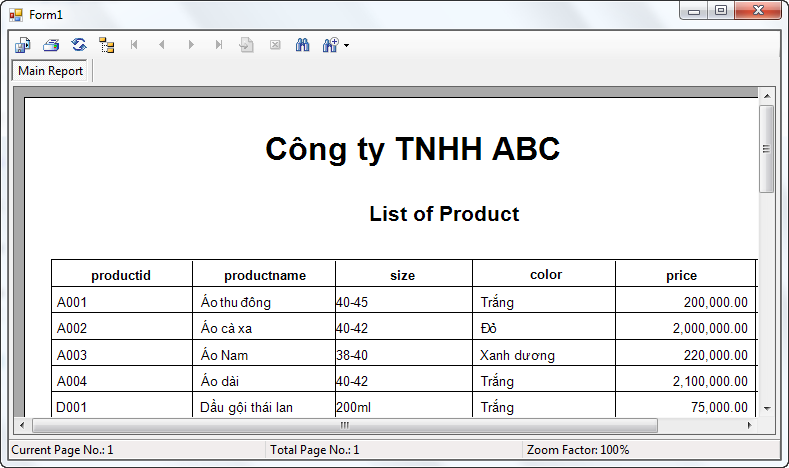 Form1
Main Report
Công ty TNHH ABC
List of Product
productid productname size color price
A001 Áo thu đông 40-45 Trắng 200,000.00
A002 Áo cà xa 40-42 Đỏ 2,000,000.00
A003 Áo Nam 38-40 Xanh dương 220,000.00
A004 Áo dài 40-42 Trắng 2,100,000.00
D001 Dầu gội thái lan 200ml Trắng 75,000.00
Current Page No.: 1 Total Page No.: 1 Zoom Factor: 100%